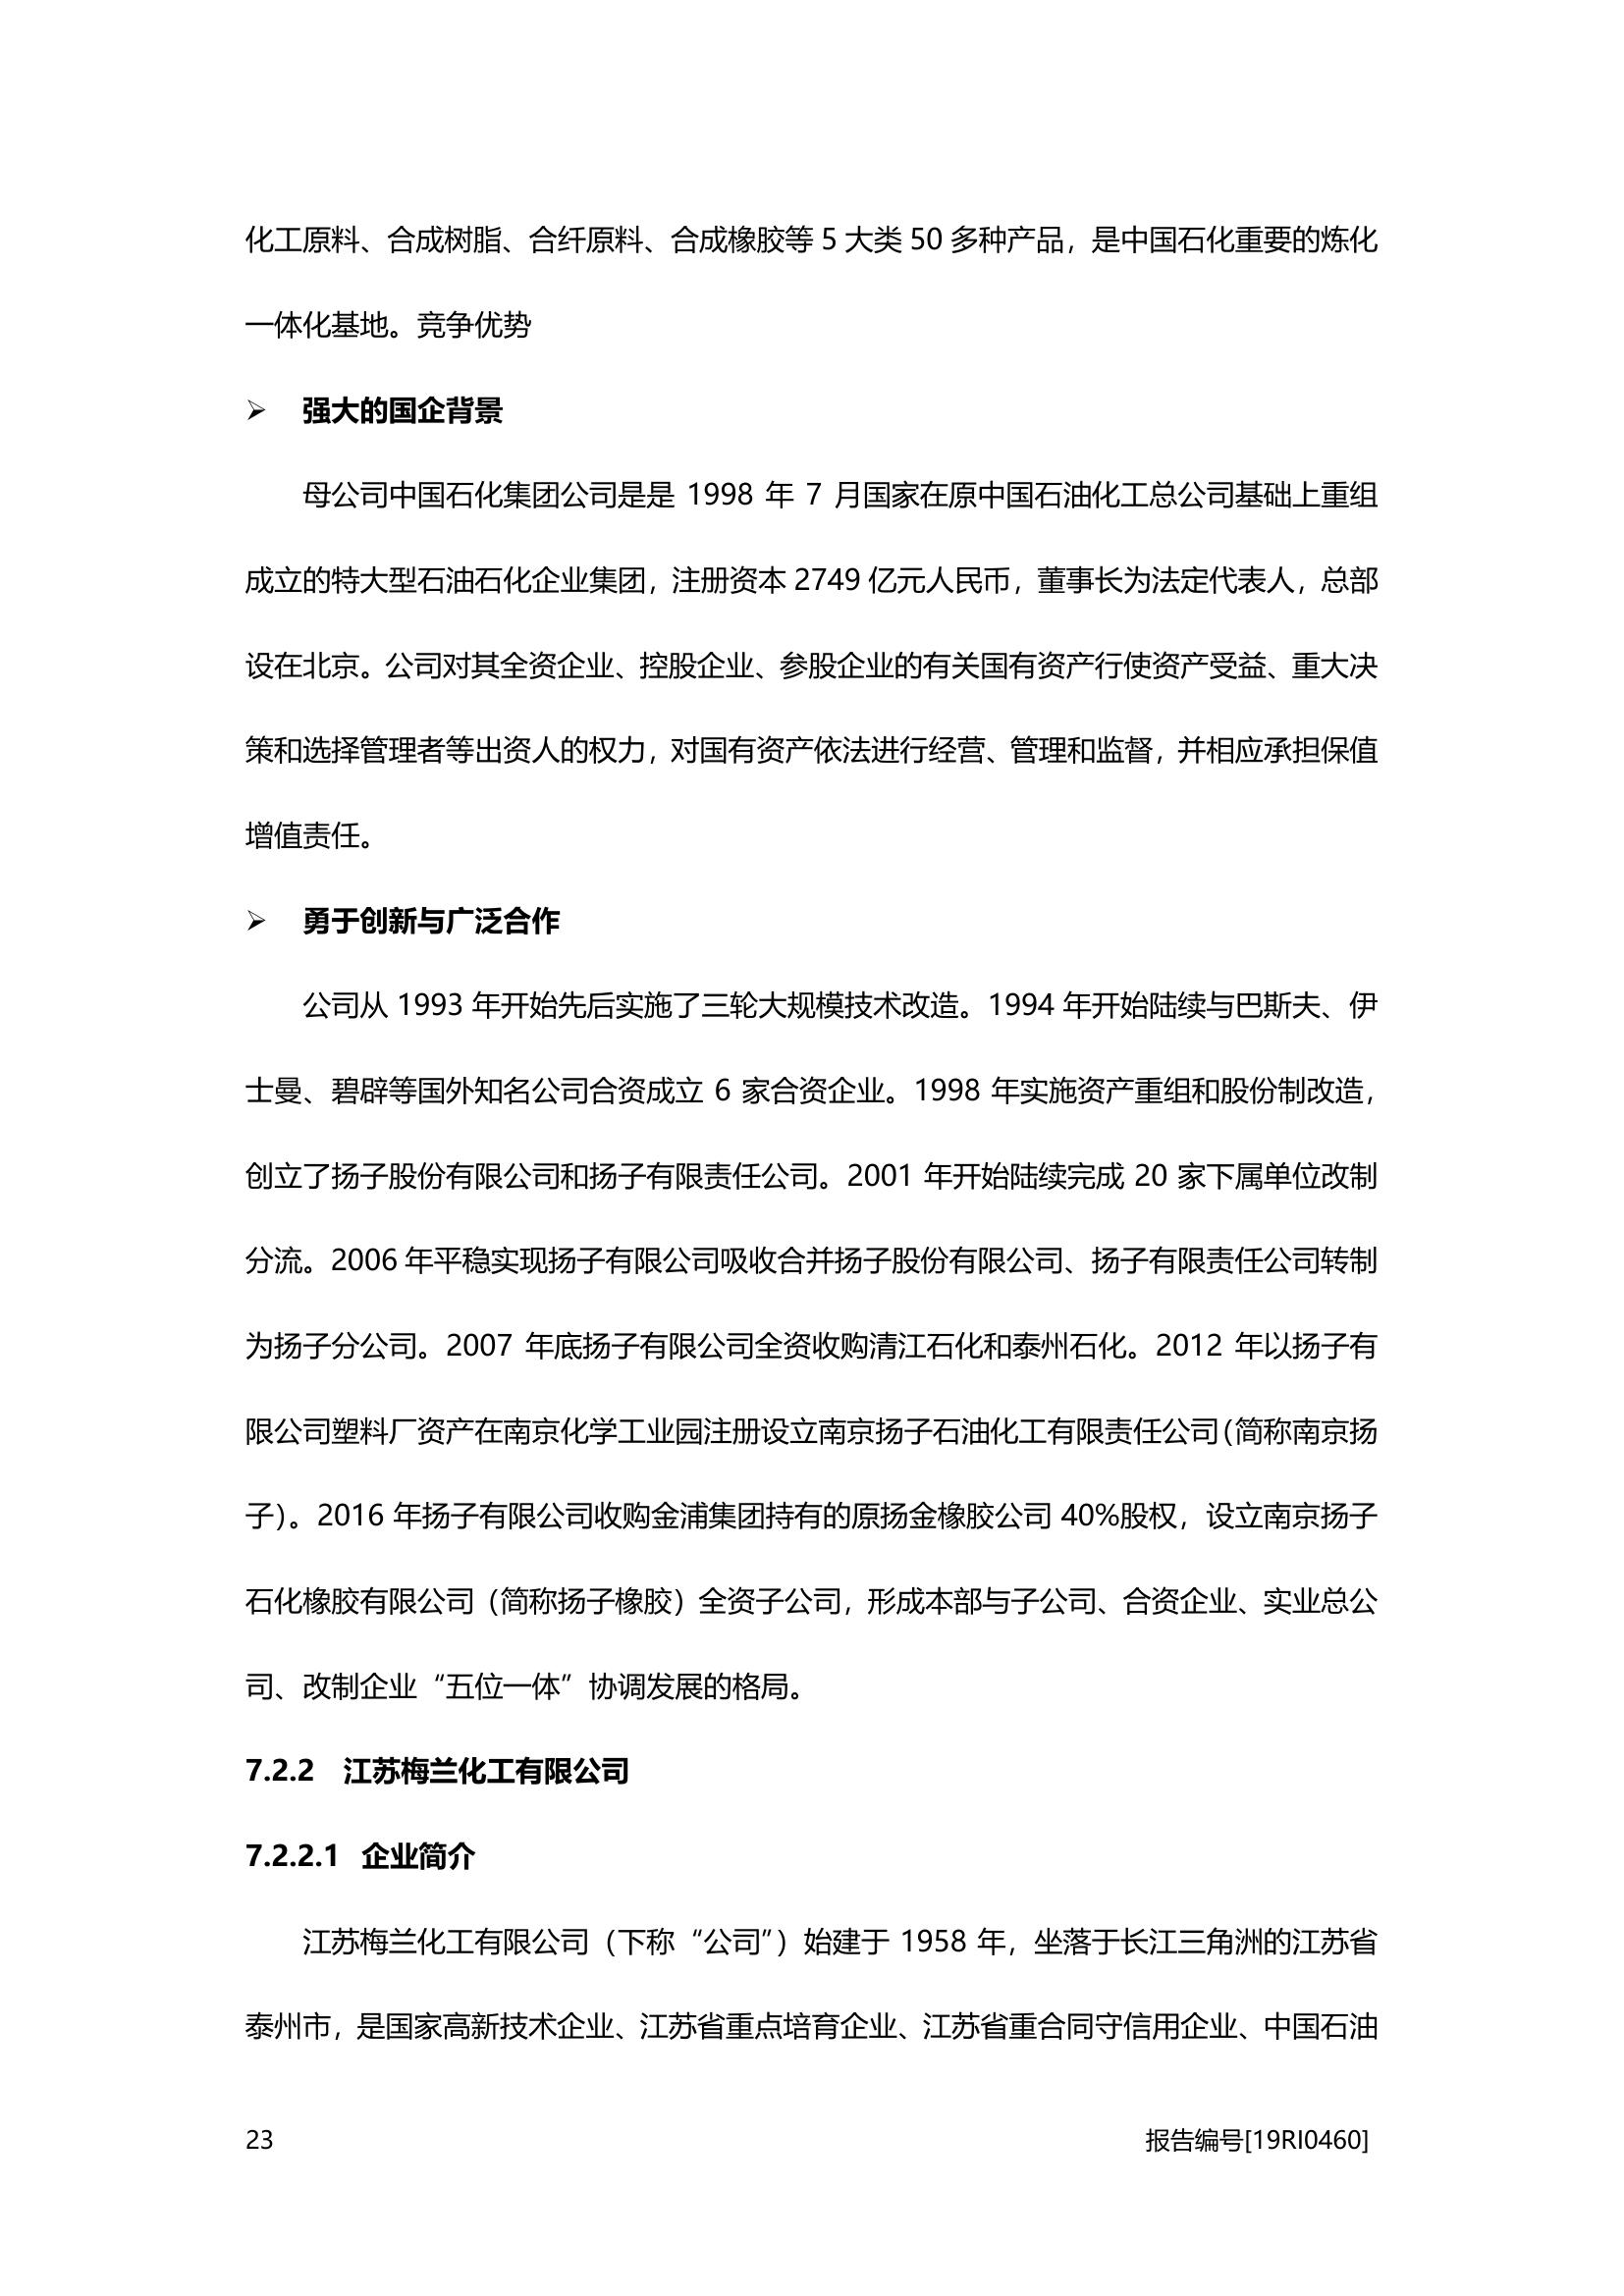 化工原料、合成树脂、合纤原料、合成橡胶等 5 大类 50 多种产品，是中国石化重要的炼化
一体化基地。竞争优势
➢ 强大的国企背景
母公司中国石化集团公司是是 1998 年 7 月国家在原中国石油化工总公司基础上重组
成立的特大型石油石化企业集团，注册资本 2749 亿元人民币，董事长为法定代表人，总部
设在北京。公司对其全资企业、控股企业、参股企业的有关国有资产行使资产受益、重大决
策和选择管理者等出资人的权力，对国有资产依法进行经营、管理和监督，并相应承担保值
增值责任。
➢ 勇于创新与广泛合作
公司从 1993 年开始先后实施了三轮大规模技术改造。1994 年开始陆续与巴斯夫、伊
士曼、碧辟等国外知名公司合资成立 6 家合资企业。1998 年实施资产重组和股份制改造，
创立了扬子股份有限公司和扬子有限责任公司。2001 年开始陆续完成 20 家下属单位改制
分流。2006 年平稳实现扬子有限公司吸收合并扬子股份有限公司、扬子有限责任公司转制
为扬子分公司。2007 年底扬子有限公司全资收购清江石化和泰州石化。2012 年以扬子有
限公司塑料厂资产在南京化学工业园注册设立南京扬子石油化工有限责任公司（简称南京扬
子）。2016 年扬子有限公司收购金浦集团持有的原扬金橡胶公司 40%股权，设立南京扬子
石化橡胶有限公司（简称扬子橡胶）全资子公司，形成本部与子公司、合资企业、实业总公
司、改制企业“五位一体”协调发展的格局。
7.2.2 江苏梅兰化工有限公司
7.2.2.1 企业简介
江苏梅兰化工有限公司（下称“公司”）始建于 1958 年，坐落于长江三角洲的江苏省
泰州市，是国家高新技术企业、江苏省重点培育企业、江苏省重合同守信用企业、中国石油
23 报告编号[19RI0460]